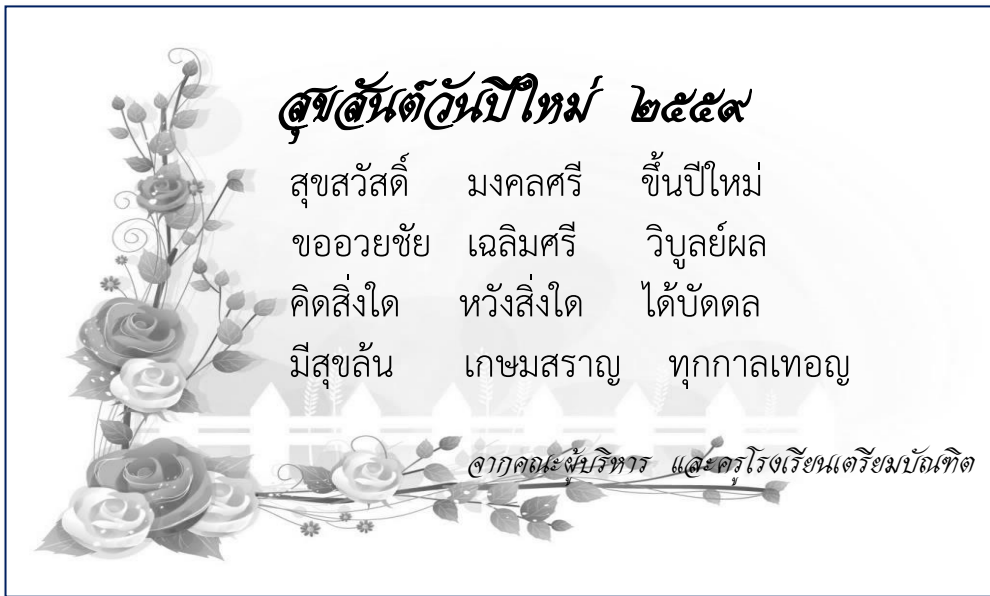 สุขสันต์วันปีใหม่ ๒๕๕๙
สุขสวัสดิ์ มงคลศรี ขึ้นปีใหม่
ขออวยชัย เฉลิมศรี วิบูลย์ผล
คิดสิ่งใด หวังสิ่งใด ได้บัดดล
มีสุขล้น เกษมสราญ ทุกกาลเทอญ
จากคณะผู้บริหาร และครูโรงเรียนเตรียมบัณฑิต